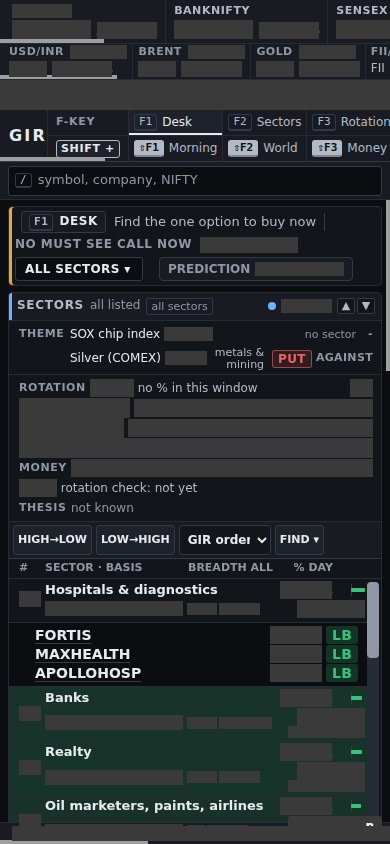 BANKNIFTY
SENSEX
USD/INR
BRENT
GOLD
FII/
FII
GIR
F-KEY
F1 Desk
F2 Sectors
F3 Rotation
SHIFT +
⇧F1 Morning
⇧F2 World
⇧F3 Money
/ symbol, company, NIFTY
F1 DESK Find the one option to buy now
NO MUST SEE CALL NOW
ALL SECTORS ▾
PREDICTION
SECTORS all listed all sectors
▲ ▼
THEME SOX chip index
no sector -
Silver (COMEX)
metals & mining
PUT AGAINST
ROTATION
no % in this window
MONEY
rotation check: not yet
THESIS not known
HIGH→LOW
LOW→HIGH
GIR order
FIND ▾
# SECTOR · BASIS BREADTH ALL % DAY
Hospitals & diagnostics
FORTIS LB
MAXHEALTH LB
APOLLOHOSP LB
Banks
Realty
Oil marketers, paints, airlines